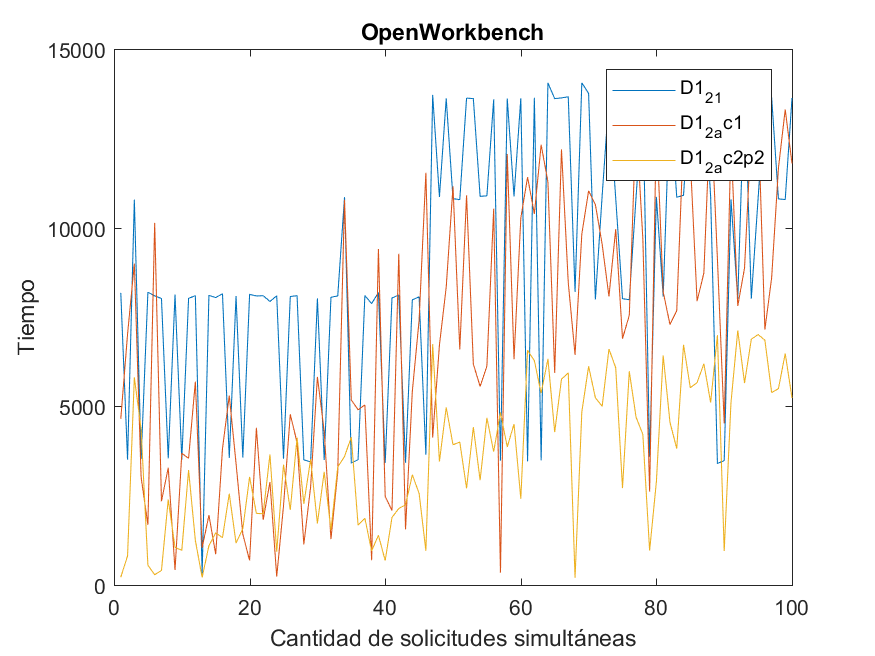 OpenWorkbench
15000
10000
5000
0
0 20 40 60 80 100
Tiempo
Cantidad de solicitudes simultáneas
D1₂₁
D1₂ₐc1
D1₂ₐc2p2